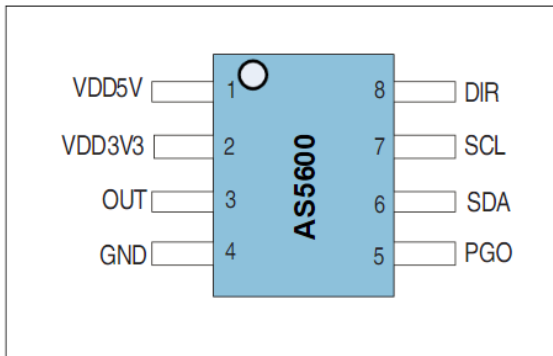 VDD5V 1 8 DIR
VDD3V3 2 7 SCL
OUT 3 6 SDA
GND 4 5 PGO
AS5600